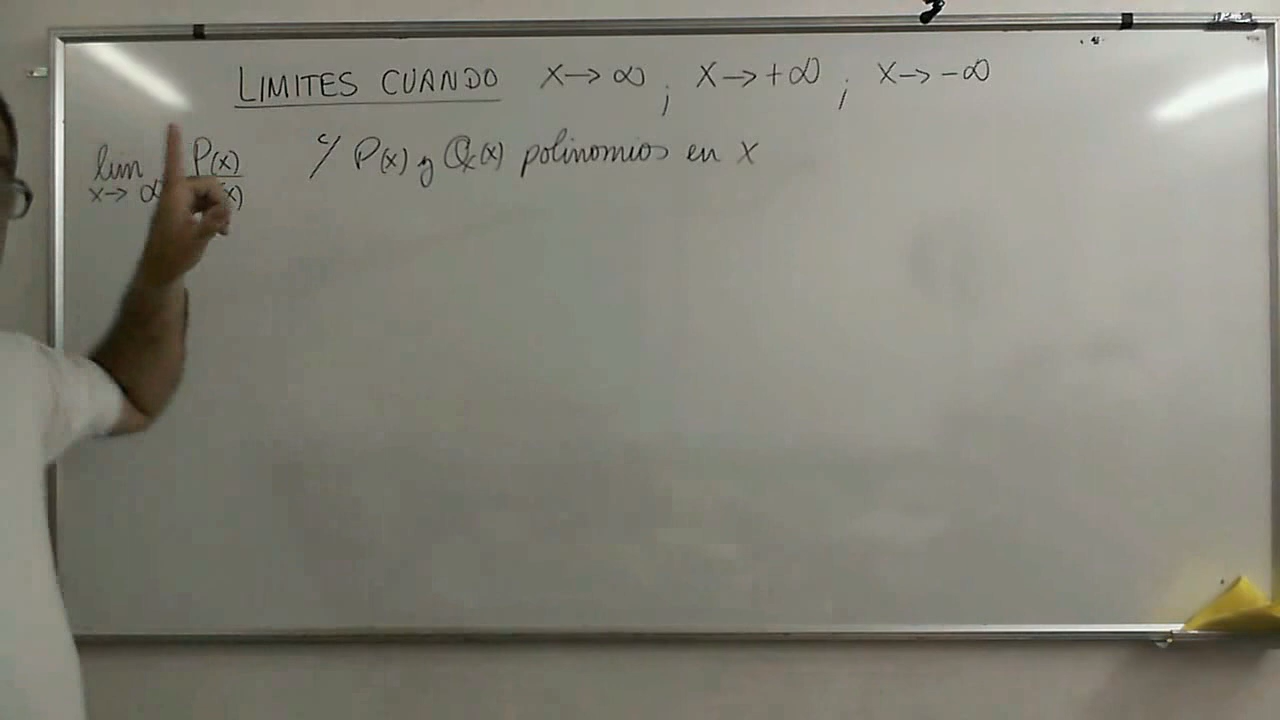 LIMITES CUANDO x→∞ ; x→+∞ ; x→-∞
lim x→∞ P(x)/(x) c/ P(x) y Q(x) polinomios en x